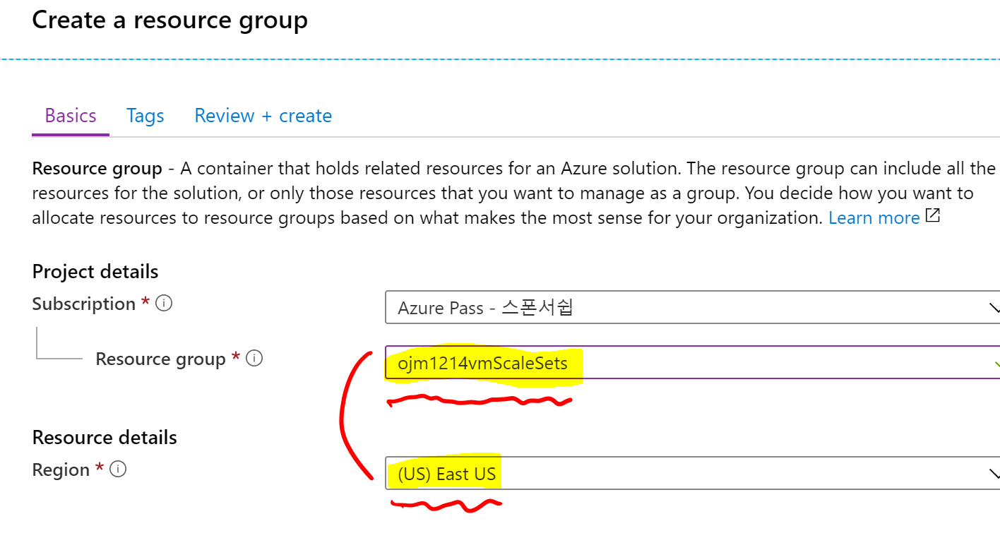 Create a resource group
Basics Tags Review + create
Resource group - A container that holds related resources for an Azure solution. The resource group can include all the
resources for the solution, or only those resources that you want to manage as a group. You decide how you want to
allocate resources to resource groups based on what makes the most sense for your organization. Learn more
Project details
Subscription * Azure Pass - 스폰서쉽
Resource group * ojm1214vmScaleSets
Resource details
Region * (US) East US